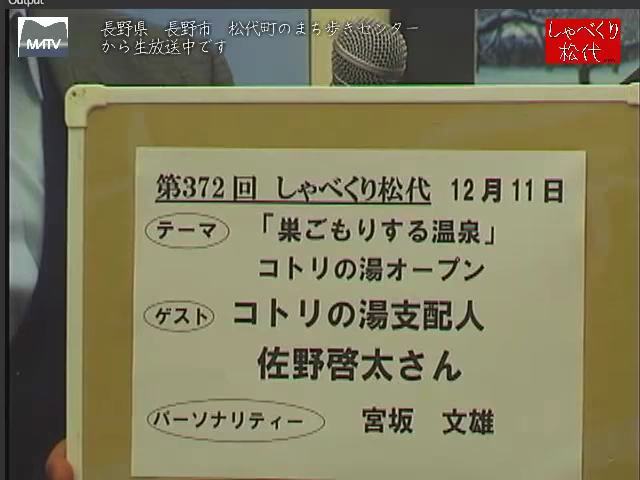 Output
MATV
長野県　長野市　松代町のまち歩きセンター
から生放送中です
しゃべくり
松代
第372回 しゃべくり松代 12月11日
テーマ 「巣ごもりする温泉」
コトリの湯オープン
ゲスト コトリの湯支配人
佐野啓太さん
パーソナリティー 宮坂　文雄